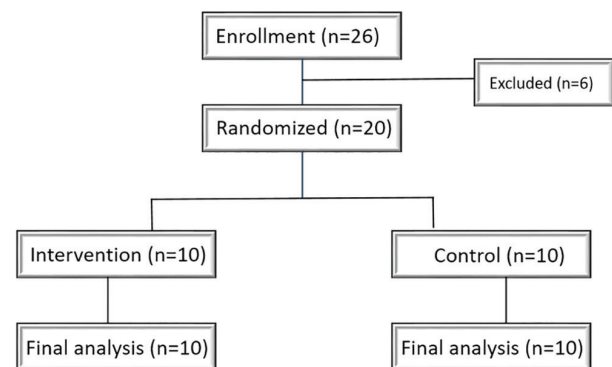 Enrollment (n=26)
Excluded (n=6)
Randomized (n=20)
Intervention (n=10)
Control (n=10)
Final analysis (n=10)
Final analysis (n=10)